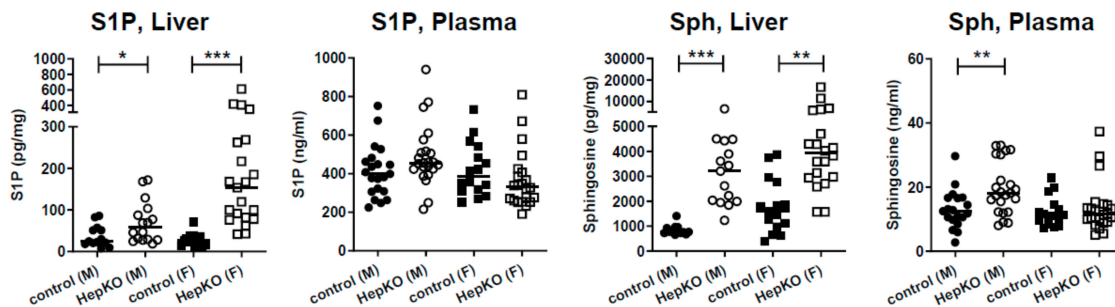 S1P, Liver
S1P (pg/mg)
1000
800
600
400
200
200
150
100
50
0
*
***
control (M)
HepKO (M)
control (F)
HepKO (F)
S1P, Plasma
S1P (ng/ml)
1000
800
600
400
200
0
control (M)
HepKO (M)
control (F)
HepKO (F)
Sph, Liver
Sphingosine (pg/mg)
30000
20000
10000
5000
4000
3000
2000
1000
0
***
**
control (M)
HepKO (M)
control (F)
HepKO (F)
Sph, Plasma
Sphingosine (ng/ml)
60
40
20
0
**
control (M)
HepKO (M)
control (F)
HepKO (F)